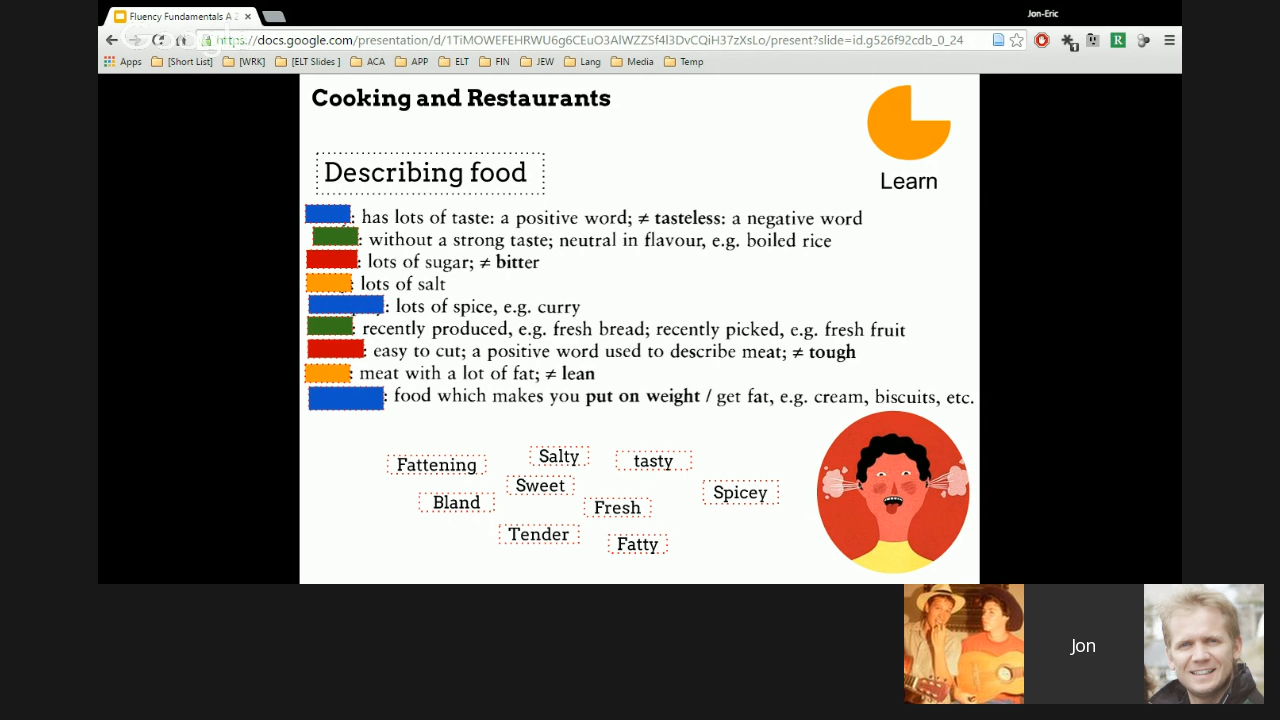 Jon-Eric
Fluency Fundamentals A 2
https://docs.google.com/presentation/d/1TiMOWEFEHRWU6g6CEuO3AlWZZSf4l3DvCQiH37zXsLo/present?slide=id.g526f92cdb_0_24
Apps [Short List] [WRK] [ELT Slides ] ACA APP ELT FIN JEW Lang Media Temp
Cooking and Restaurants
Learn
Describing food
: has lots of taste: a positive word; ≠ tasteless: a negative word
: without a strong taste; neutral in flavour, e.g. boiled rice
: lots of sugar; ≠ bitter
: lots of salt
: lots of spice, e.g. curry
: recently produced, e.g. fresh bread; recently picked, e.g. fresh fruit
: easy to cut; a positive word used to describe meat; ≠ tough
: meat with a lot of fat; ≠ lean
: food which makes you put on weight / get fat, e.g. cream, biscuits, etc.
Fattening Salty tasty
Sweet Spicey
Bland Fresh
Tender Fatty
Jon